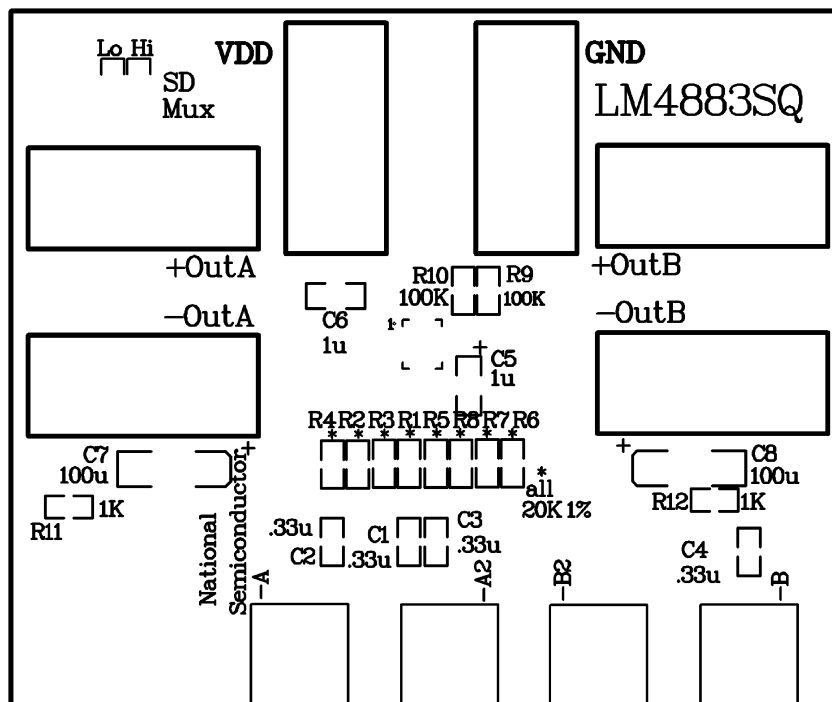 Lo Hi
VDD
GND
SD
Mux
LM4883SQ
+OutA
+OutB
R10
R9
100K
100K
-OutA
-OutB
C6
1u
1
+
C5
1u
R4 R2 R3 R1 R5 R8 R7 R6
* * * * * * * *
+
C7
100u
+
C8
100u
*
all
20K 1%
R11
1K
R12
1K
.33u
C2
C1
.33u
C3
.33u
C4
.33u
National
Semiconductor
-A
-A2
-B2
-B